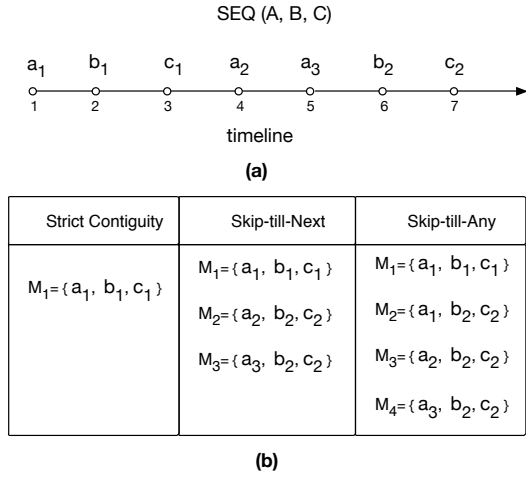 SEQ (A, B, C)
a1 b1 c1 a2 a3 b2 c2
1 2 3 4 5 6 7
timeline
(a)
Strict Contiguity Skip-till-Next Skip-till-Any
M1={a1, b1, c1} M1={a1, b1, c1} M1={a1, b1, c1}
M2={a2, b2, c2} M2={a1, b2, c2}
M3={a3, b2, c2} M3={a2, b2, c2}
M4={a3, b2, c2}
(b)